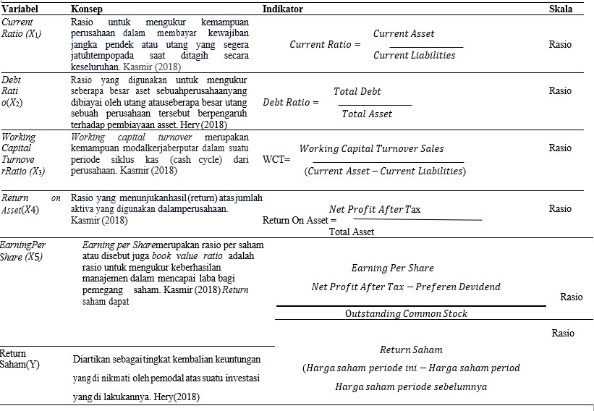 Variabel Konsep Indikator Skala
Current Rasio untuk mengukur kemampuan
Ratio (X1) perusahaan dalam membayar kewajiban
jangka pendek atau utang yang segera
jatuhtempopada saat ditagih secara
keseluruhan. Kasmir (2018)
Current Asset
Current Ratio =
Current Liabilities
Rasio
Debt Rasio yang digunakan untuk mengukur
Rati seberapa besar aset sebuahperusahaanyang
o(X2) dibiayai oleh utang atauseberapa besar utang
sebuah perusahaan tersebut berpengaruh
terhadap pembiayaan asset. Hery(2018)
Total Debt
Debt Ratio =
Total Asset
Rasio
Working Working capital turnover merupakan
Capital kemampuan modalkerjaberputar dalam suatu
Turnove periode siklus kas (cash cycle) dari
rRatio (X3) perusahaan. Kasmir (2018)
Working Capital Turnover Sales
WCT=
(Current Asset − Current Liabilities)
Rasio
Return on Rasio yang menunjukanhasil (return) atasjumlah
Asset(X4) aktiva yang digunakan dalamperusahaan.
Kasmir (2018)
Net Profit After Tax
Return On Asset =
Total Asset
Rasio
EarningPer Earning per Sharemerupakan rasio per saham
Share (X5) atau disebut juga book value ratio adalah
rasio untuk mengukur keberhasilan
manajemen dalam mencapai laba bagi
pemegang saham. Kasmir (2018) Return
saham dapat
Earning Per Share
Net Profit After Tax − Preferen Devidend
Rasio
Outstanding Common Stock
Rasio
Return
Saham(Y)
Diartikan sebagaitingkat kembalian keuntungan
yang di nikmati oleh pemodal atas suatu investasi
yang di lakukannya. Hery(2018)
Return Saham
(Harga saham periode ini − Harga saham period
Harga saham periode sebelumnya